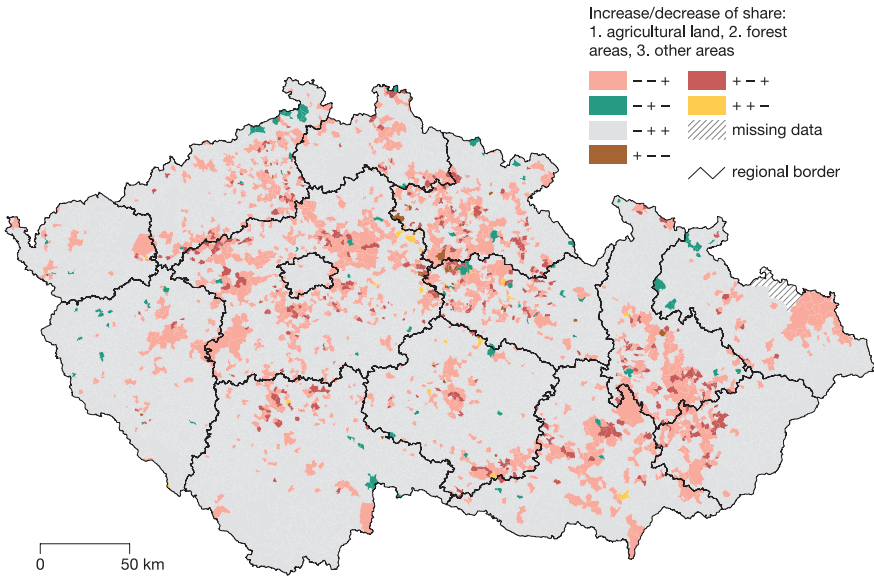 Increase/decrease of share:
1. agricultural land, 2. forest
areas, 3. other areas
– – +
+ – +
– + –
+ + –
– + +
missing data
+ – –
regional border
0 50 km